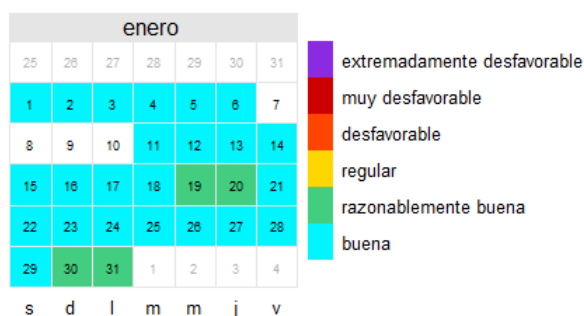 enero
25 26 27 28 29 30 31
1 2 3 4 5 6 7
8 9 10 11 12 13 14
15 16 17 18 19 20 21
22 23 24 25 26 27 28
29 30 31 1 2 3 4
s d l m m j v
extremadamente desfavorable
muy desfavorable
desfavorable
regular
razonablemente buena
buena